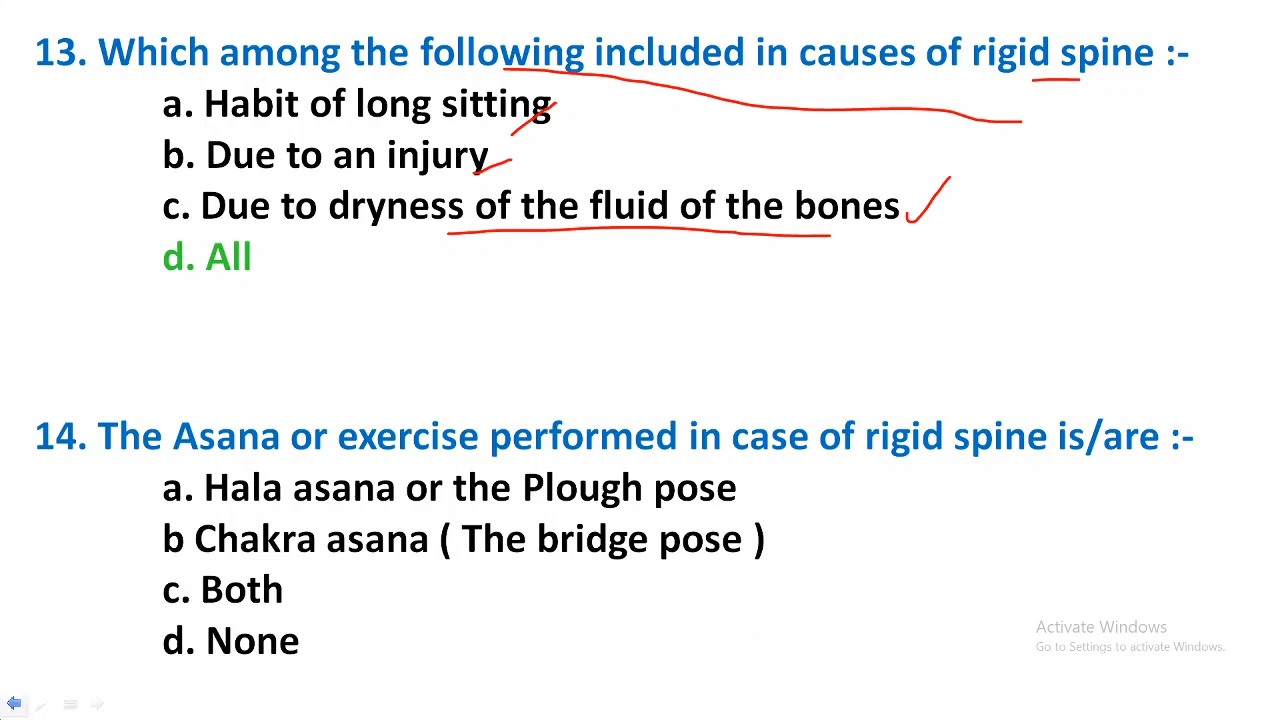 13. Which among the following included in causes of rigid spine :-
a. Habit of long sitting
b. Due to an injury
c. Due to dryness of the fluid of the bones
d. All
14. The Asana or exercise performed in case of rigid spine is/are :-
a. Hala asana or the Plough pose
b Chakra asana ( The bridge pose )
c. Both
d. None
Activate Windows
Go to Settings to activate Windows.